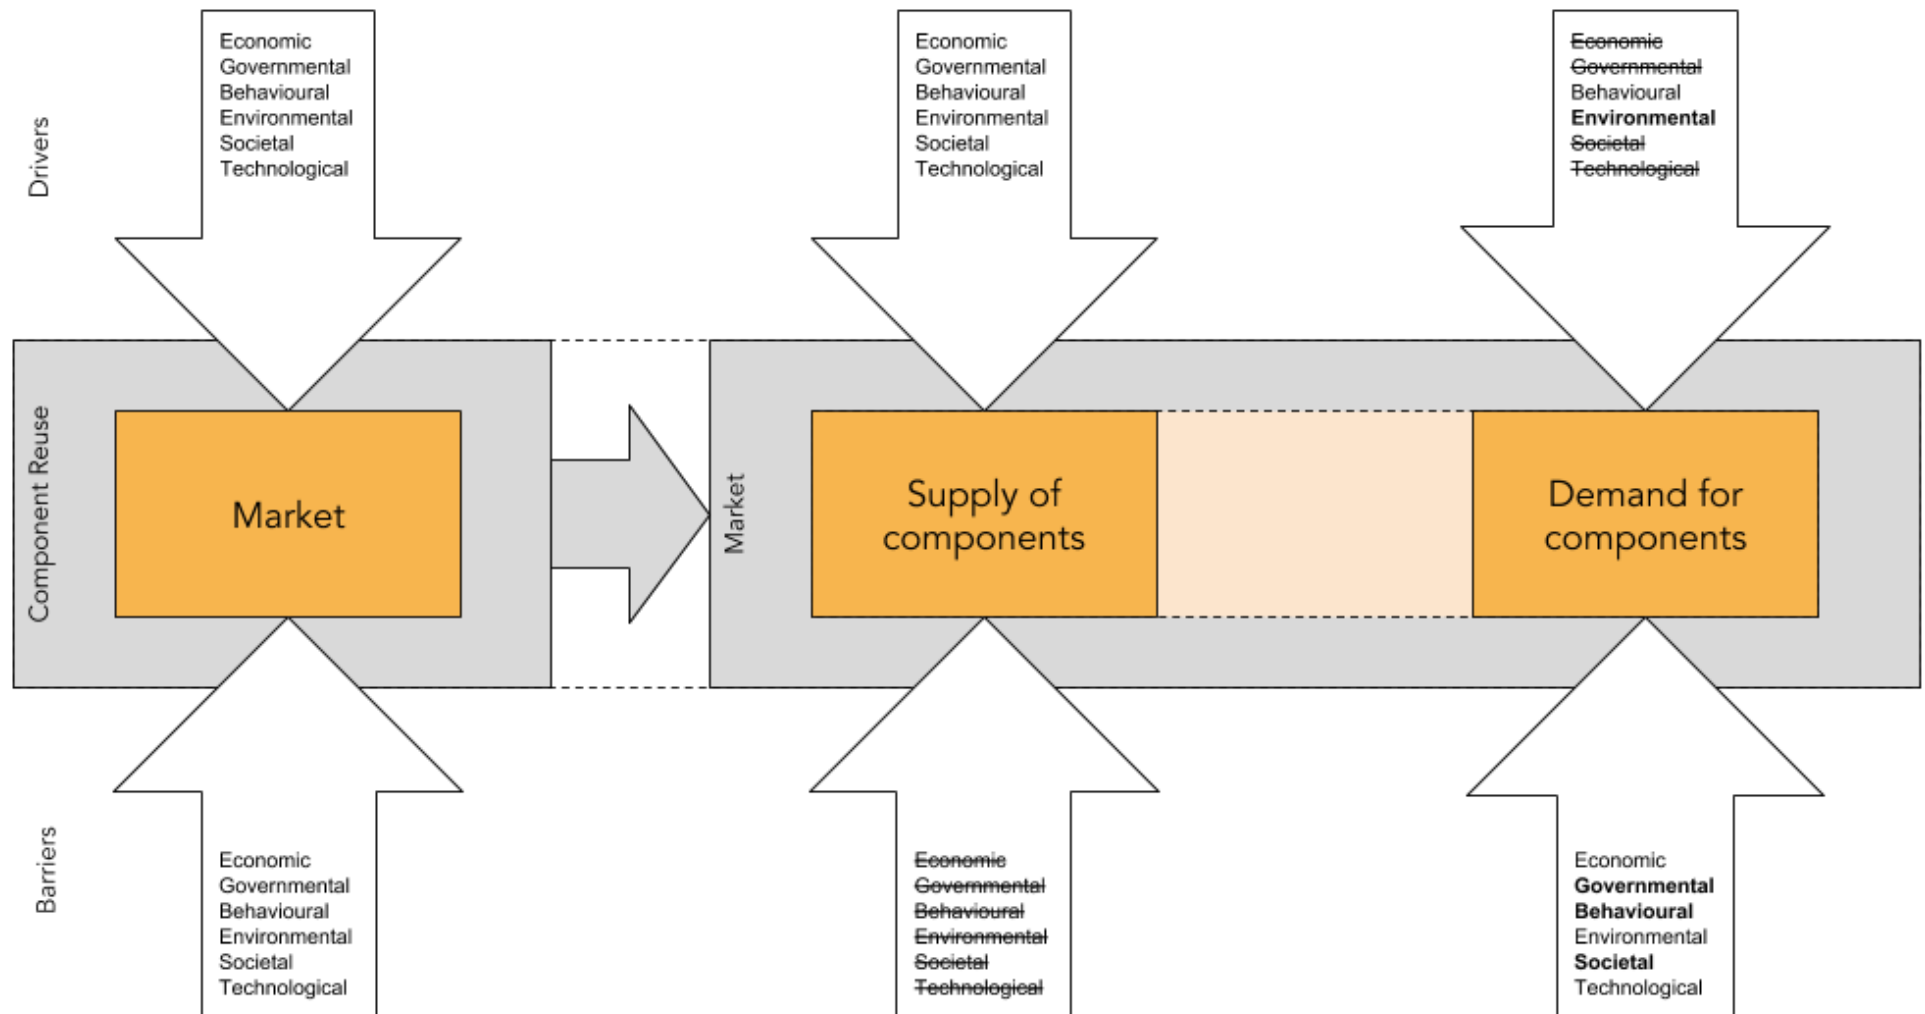 Drivers
Economic
Governmental
Behavioural
Environmental
Societal
Technological
Economic
Governmental
Behavioural
Environmental
Societal
Technological
Economic
Governmental
Behavioural
Environmental
Societal
Technological
Component Reuse
Market
Market
Supply of
components
Demand for
components
Barriers
Economic
Governmental
Behavioural
Environmental
Societal
Technological
Economic
Governmental
Behavioural
Environmental
Societal
Technological
Economic
Governmental
Behavioural
Environmental
Societal
Technological